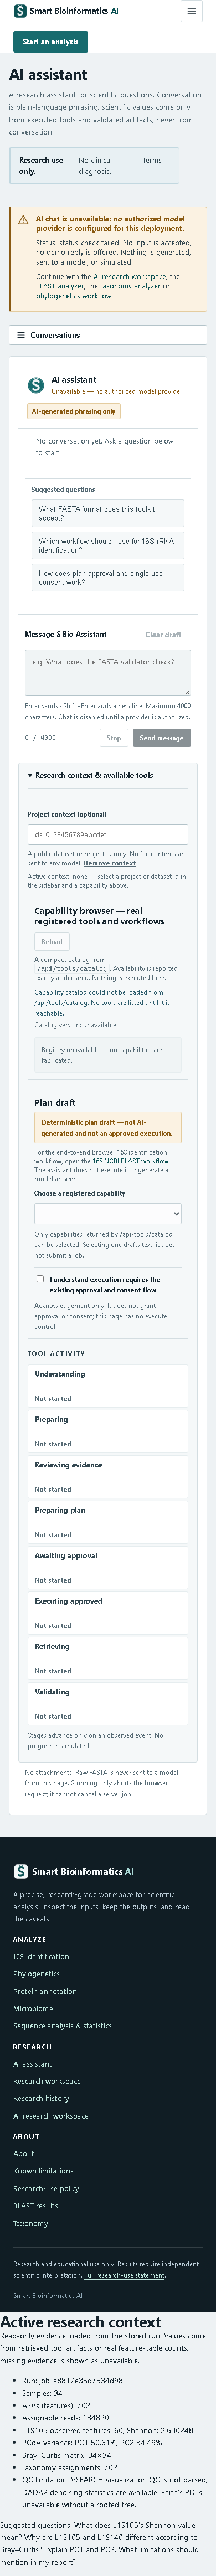 Smart Bioinformatics AI
Start an analysis
AI assistant
A research assistant for scientific questions. Conversation
is plain-language phrasing; scientific values come only
from executed tools and validated artifacts, never from
conversation.
Research use only.
No clinical diagnosis.
Terms
.
AI chat is unavailable: no authorized model
provider is configured for this deployment.
Status: status_check_failed. No input is accepted;
no demo reply is offered. Nothing is generated,
sent to a model, or simulated.
Continue with the AI research workspace, the
BLAST analyzer, the taxonomy analyzer or
phylogenetics workflow.
Conversations
AI assistant
Unavailable — no authorized model provider
AI-generated phrasing only
No conversation yet. Ask a question below
to start.
Suggested questions
What FASTA format does this toolkit
accept?
Which workflow should I use for 16S rRNA
identification?
How does plan approval and single-use
consent work?
Message S Bio Assistant
Clear draft
e.g. What does the FASTA validator check?
Enter sends · Shift+Enter adds a new line. Maximum 4000
characters. Chat is disabled until a provider is authorized.
0 / 4000
Stop
Send message
Research context & available tools
Project context (optional)
ds_0123456789abcdef
A public dataset or project id only. No file contents are
sent to any model. Remove context
Active context: none — select a project or dataset id in
the sidebar and a capability above.
Capability browser — real
registered tools and workflows
Reload
A compact catalog from
/api/tools/catalog . Availability is reported
exactly as declared. Nothing is executed here.
Capability catalog could not be loaded from
/api/tools/catalog. No tools are listed until it is
reachable.
Catalog version: unavailable
Registry unavailable — no capabilities are
fabricated.
Plan draft
Deterministic plan draft — not AI-
generated and not an approved execution.
For the end-to-end browser 16S identification
workflow, open the 16S NCBI BLAST workflow.
The assistant does not execute it or generate a
model answer.
Choose a registered capability
Only capabilities returned by /api/tools/catalog
can be selected. Selecting one drafts text; it does
not submit a job.
I understand execution requires the
existing approval and consent flow
Acknowledgement only. It does not grant
approval or consent; this page has no execute
control.
TOOL ACTIVITY
Understanding
Not started
Preparing
Not started
Reviewing evidence
Not started
Preparing plan
Not started
Awaiting approval
Not started
Executing approved
Not started
Retrieving
Not started
Validating
Not started
Stages advance only on an observed event. No
progress is simulated.
No attachments. Raw FASTA is never sent to a model
from this page. Stopping only aborts the browser
request; it cannot cancel a server job.
Smart Bioinformatics AI
A precise, research-grade workspace for scientific
analysis. Inspect the inputs, keep the outputs, and read
the caveats.
ANALYZE
16S identification
Phylogenetics
Protein annotation
Microbiome
Sequence analysis & statistics
RESEARCH
AI assistant
Research workspace
Research history
AI research workspace
ABOUT
About
Known limitations
Research-use policy
BLAST results
Taxonomy
Research and educational use only. Results require independent
scientific interpretation. Full research-use statement.
Smart Bioinformatics AI
Active research context
Read-only evidence loaded from the stored run. Values come
from retrieved tool artifacts or real feature-table counts;
missing evidence is shown as unavailable.
Run: job_a8817e35d7534d98
Samples: 34
ASVs (features): 702
Assignable reads: 134820
L1S105 observed features: 60; Shannon: 2.630248
PCoA variance: PC1 50.61%, PC2 34.49%
Bray–Curtis matrix: 34×34
Taxonomy assignments: 702
QC limitation: VSEARCH visualization QC is not parsed;
DADA2 denoising statistics are available. Faith's PD is
unavailable without a rooted tree.
Suggested questions: What does L1S105's Shannon value
mean? Why are L1S105 and L1S140 different according to
Bray–Curtis? Explain PC1 and PC2. What limitations should I
mention in my report?